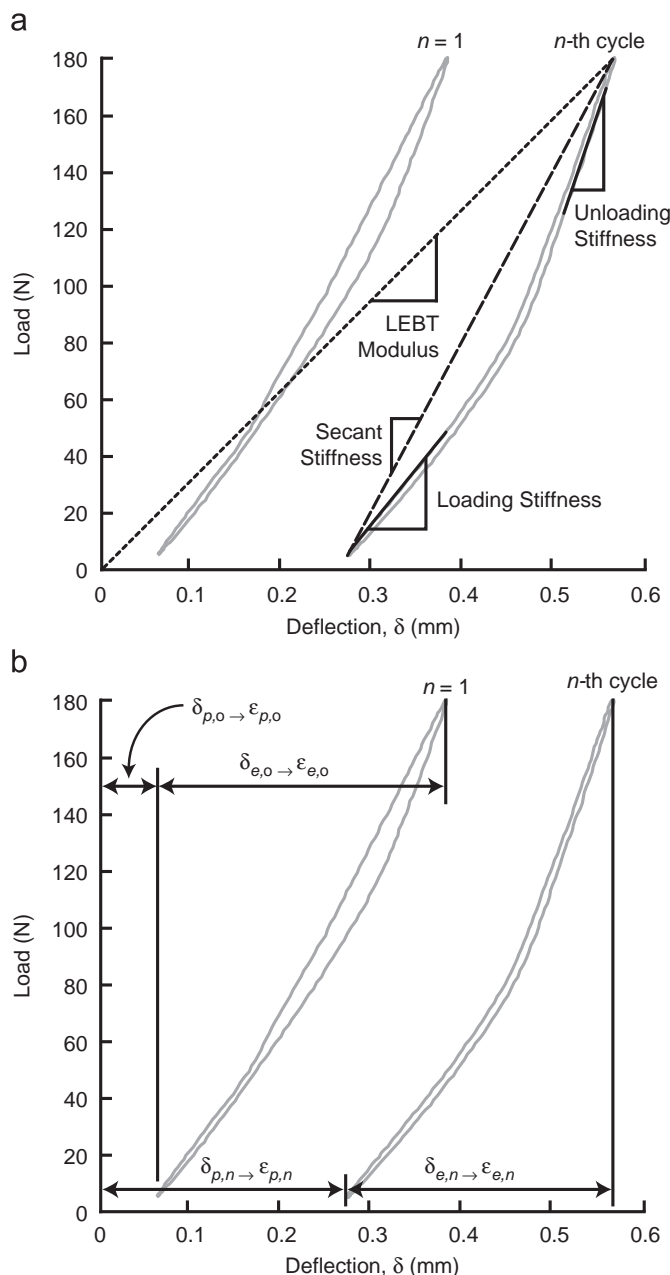 a
n = 1
n-th cycle
180
160
140
120
100
80
60
40
20
0
Load (N)
Unloading
Stiffness
LEBT
Modulus
Secant
Stiffness
Loading Stiffness
0 0.1 0.2 0.3 0.4 0.5 0.6
Deflection, δ (mm)
b
n = 1
n-th cycle
δp,o→ εp,o
δe,o→ εe,o
180
160
140
120
100
80
60
40
20
0
Load (N)
δp,n→ εp,n
δe,n→ εe,n
0 0.1 0.2 0.3 0.4 0.5 0.6
Deflection, δ (mm)